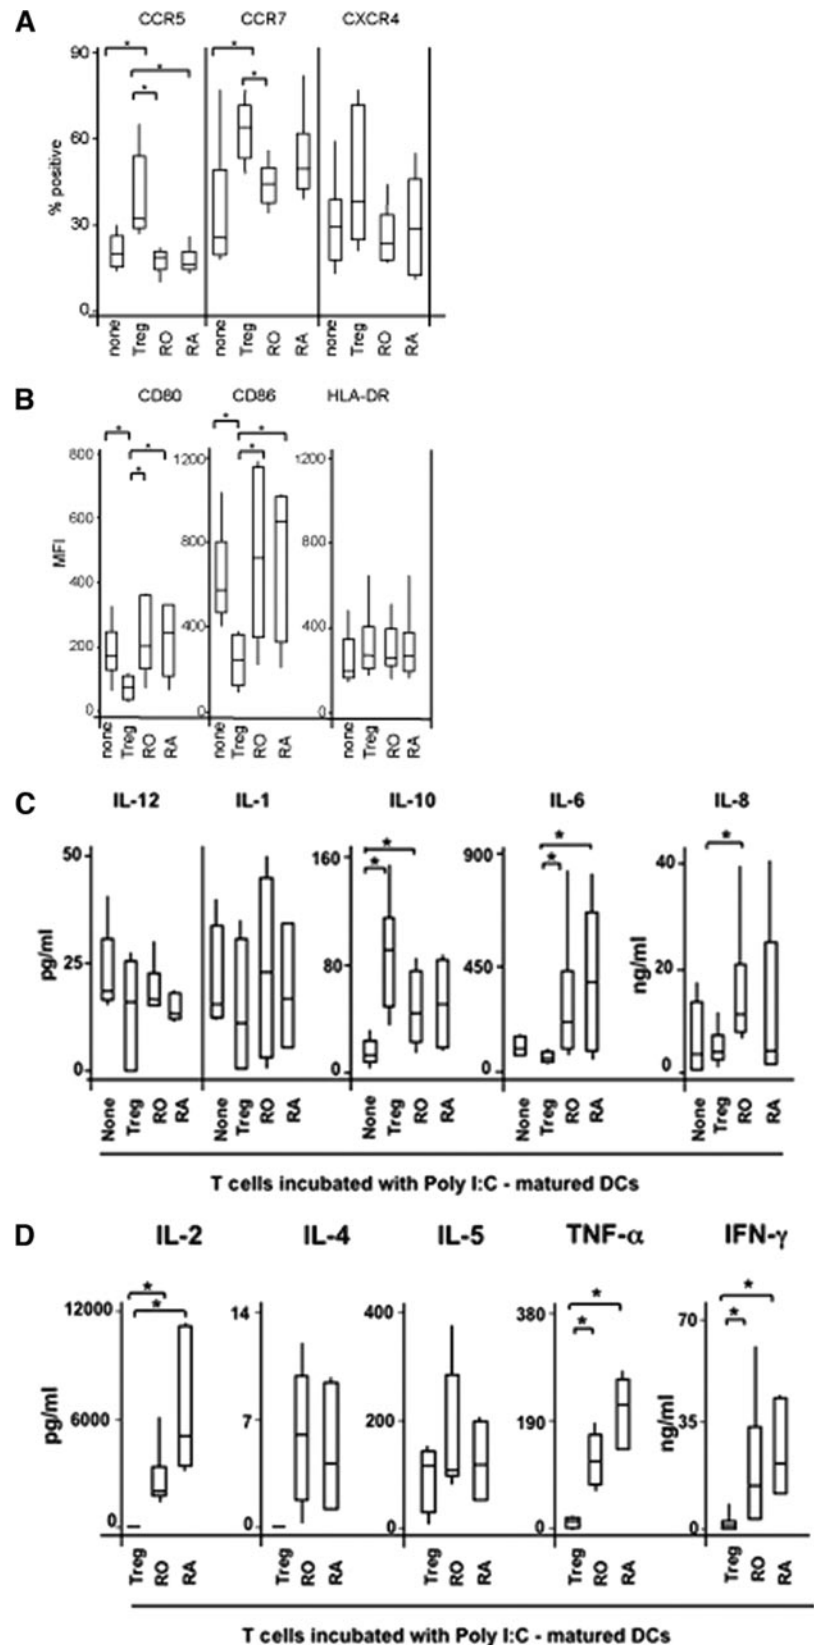 A
CCR5 CCR7 CXCR4
* * * * *
90
60
30
0
% positive
none Treg RO RA none Treg RO RA none Treg RO RA
B
CD80 CD86 HLA-DR
* * * * * *
800 1200 1200
600
800 800
400
400 400
200
0 0 0
MFI
none Treg RO RA none Treg RO RA none Treg RO RA
C
IL-12 IL-1 IL-10 IL-6 IL-8
* * * * *
50 160 900 40
25 80 450 20
0 0 0 0
pg/ml ng/ml
None Treg RO RA None Treg RO RA None Treg RO RA None Treg RO RA None Treg RO RA
T cells incubated with Poly I:C - matured DCs
D
IL-2 IL-4 IL-5 TNF-α IFN-γ
* * * * * *
12000 14 400 380 70
6000 7 200 190 35
0 0 0 0 0
pg/ml ng/ml
Treg RO RA Treg RO RA Treg RO RA Treg RO RA Treg RO RA
T cells incubated with Poly I:C - matured DCs